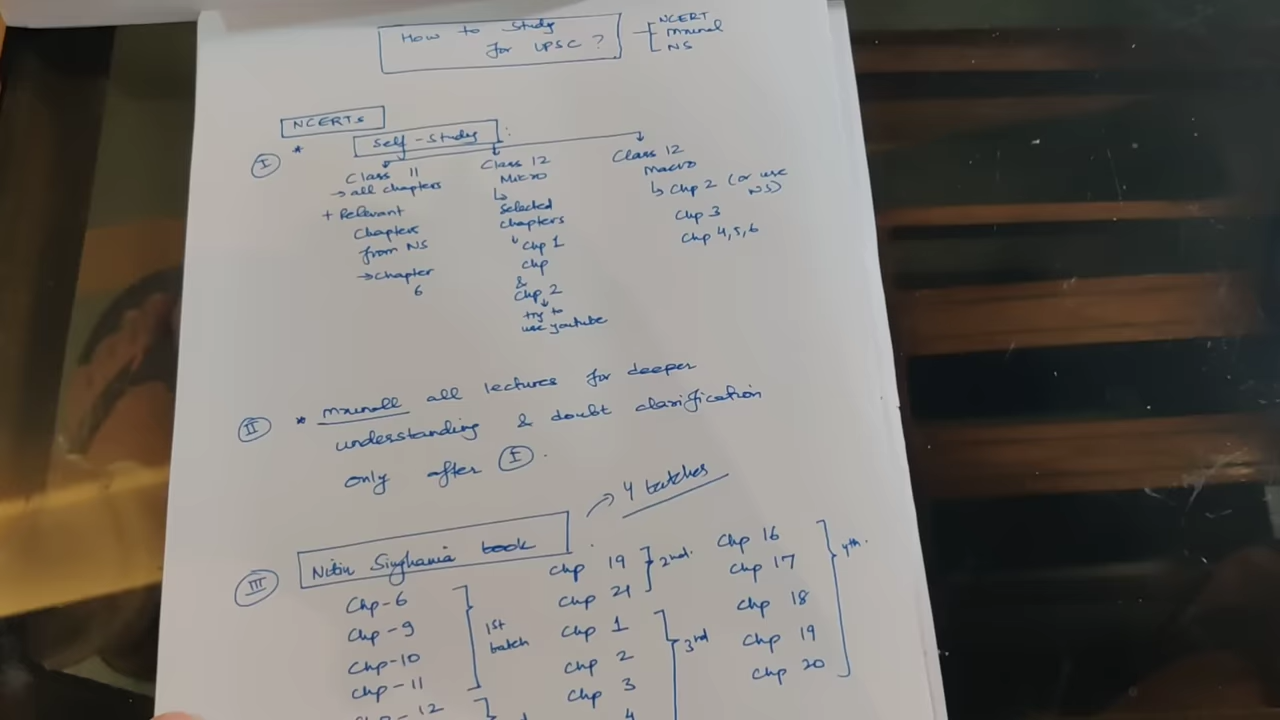 How to Study
for UPSC ?
NCERT
Mrunal
NS
NCERTs
I * Self-Study :
Class 11
→ all chapters
+ Relevant
Chapters
from NS
→ Chapter
6
Class 12
Micro
↳
Selected
chapters
↓ Chp 1
chp
&
Chp 2
↓
try to
use youtube
Class 12
Macro
↳ Chp 2 (or use
NS)
Chp 3
Chp 4,5,6
II * Mrunall all lectures for deeper
understanding & doubt clarification
only after I.
→ 4 batches
III Nitin Singhania book
Chp-6
Chp-9
Chp-10
Chp-11
1st
batch
Chp-12
Chp 19
Chp 21
2nd.
Chp 1
Chp 2
Chp 3
4
3rd
Chp 16
Chp 17
Chp 18
Chp 19
Chp 20
4th.